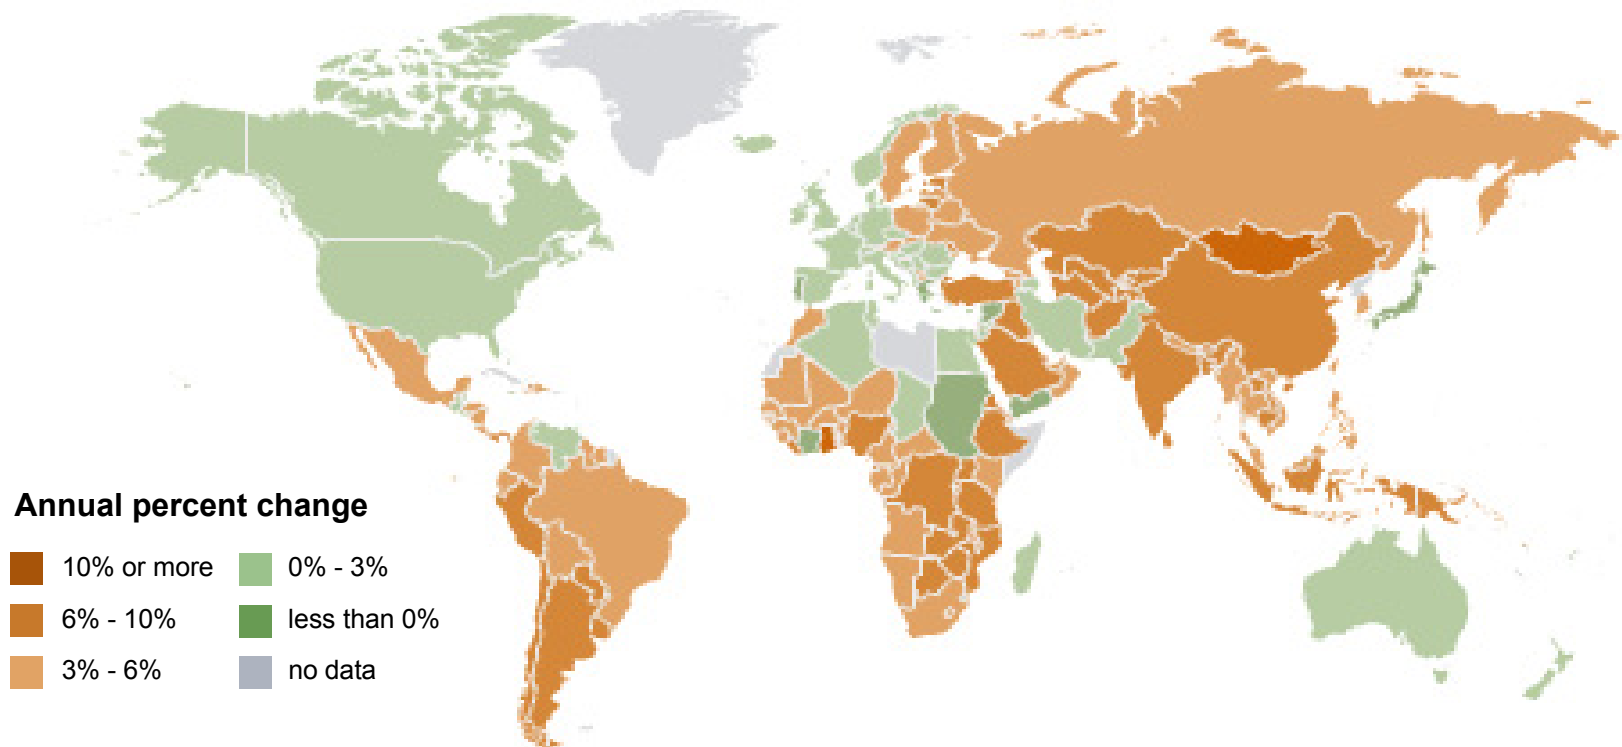 Annual percent change
10% or more
6% - 10%
3% - 6%
0% - 3%
less than 0%
no data